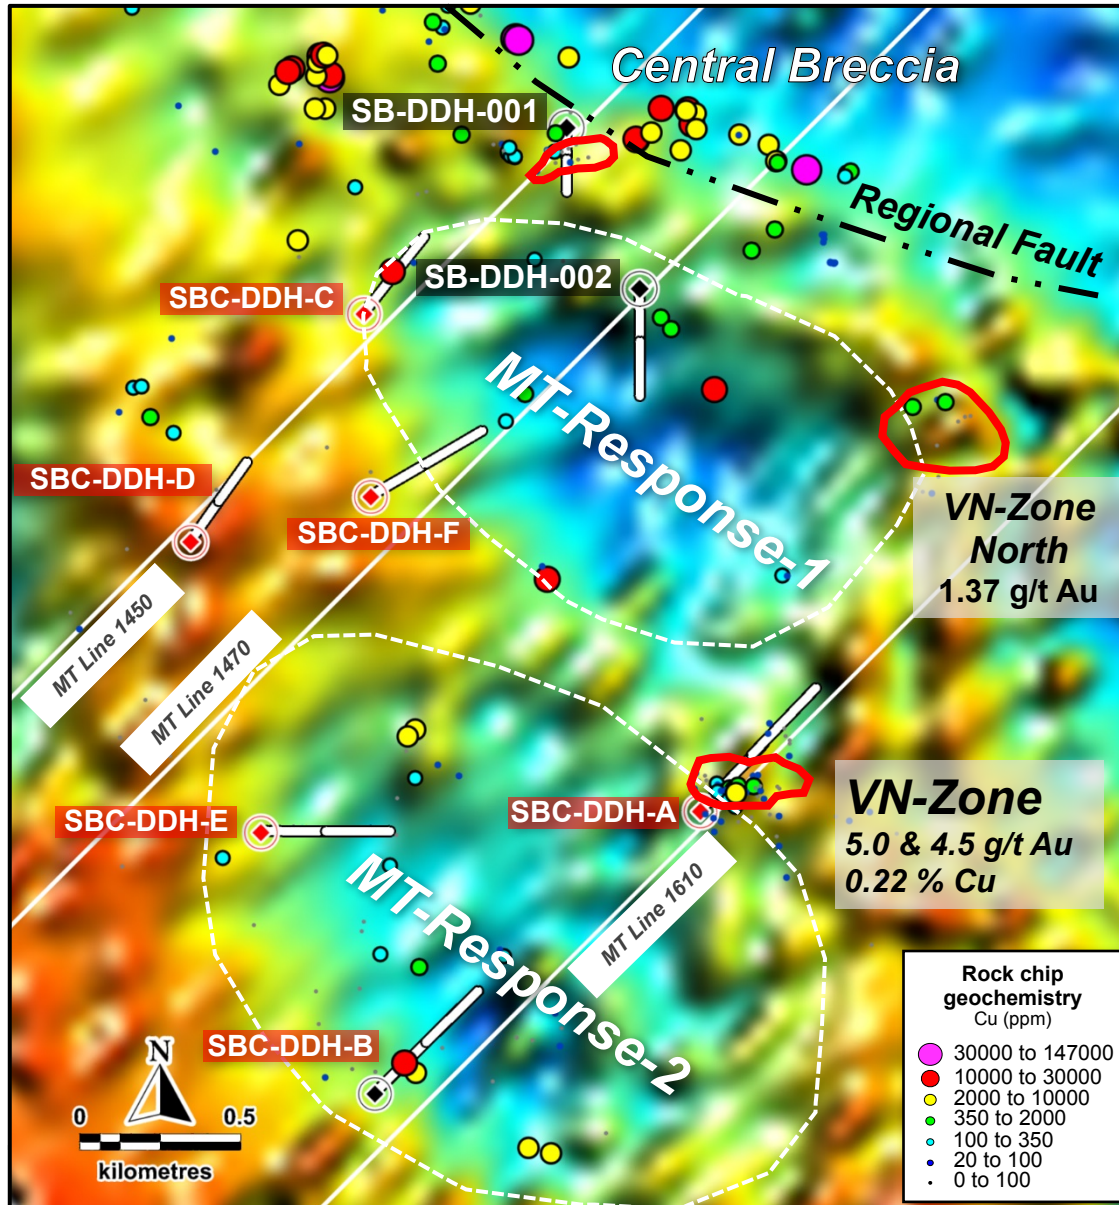 Central Breccia
SB-DDH-001
Regional Fault
SB-DDH-002
SBC-DDH-C
MT-Response-1
SBC-DDH-D
SBC-DDH-F
VN-Zone
North
1.37 g/t Au
MT Line 1450
MT Line 1470
SBC-DDH-E
SBC-DDH-A
VN-Zone
5.0 & 4.5 g/t Au
0.22 % Cu
MT-Response-2
MT Line 1610
SBC-DDH-B
N
0 0.5
kilometres
Rock chip
geochemistry
Cu (ppm)
30000 to 147000
10000 to 30000
2000 to 10000
350 to 2000
100 to 350
20 to 100
0 to 100